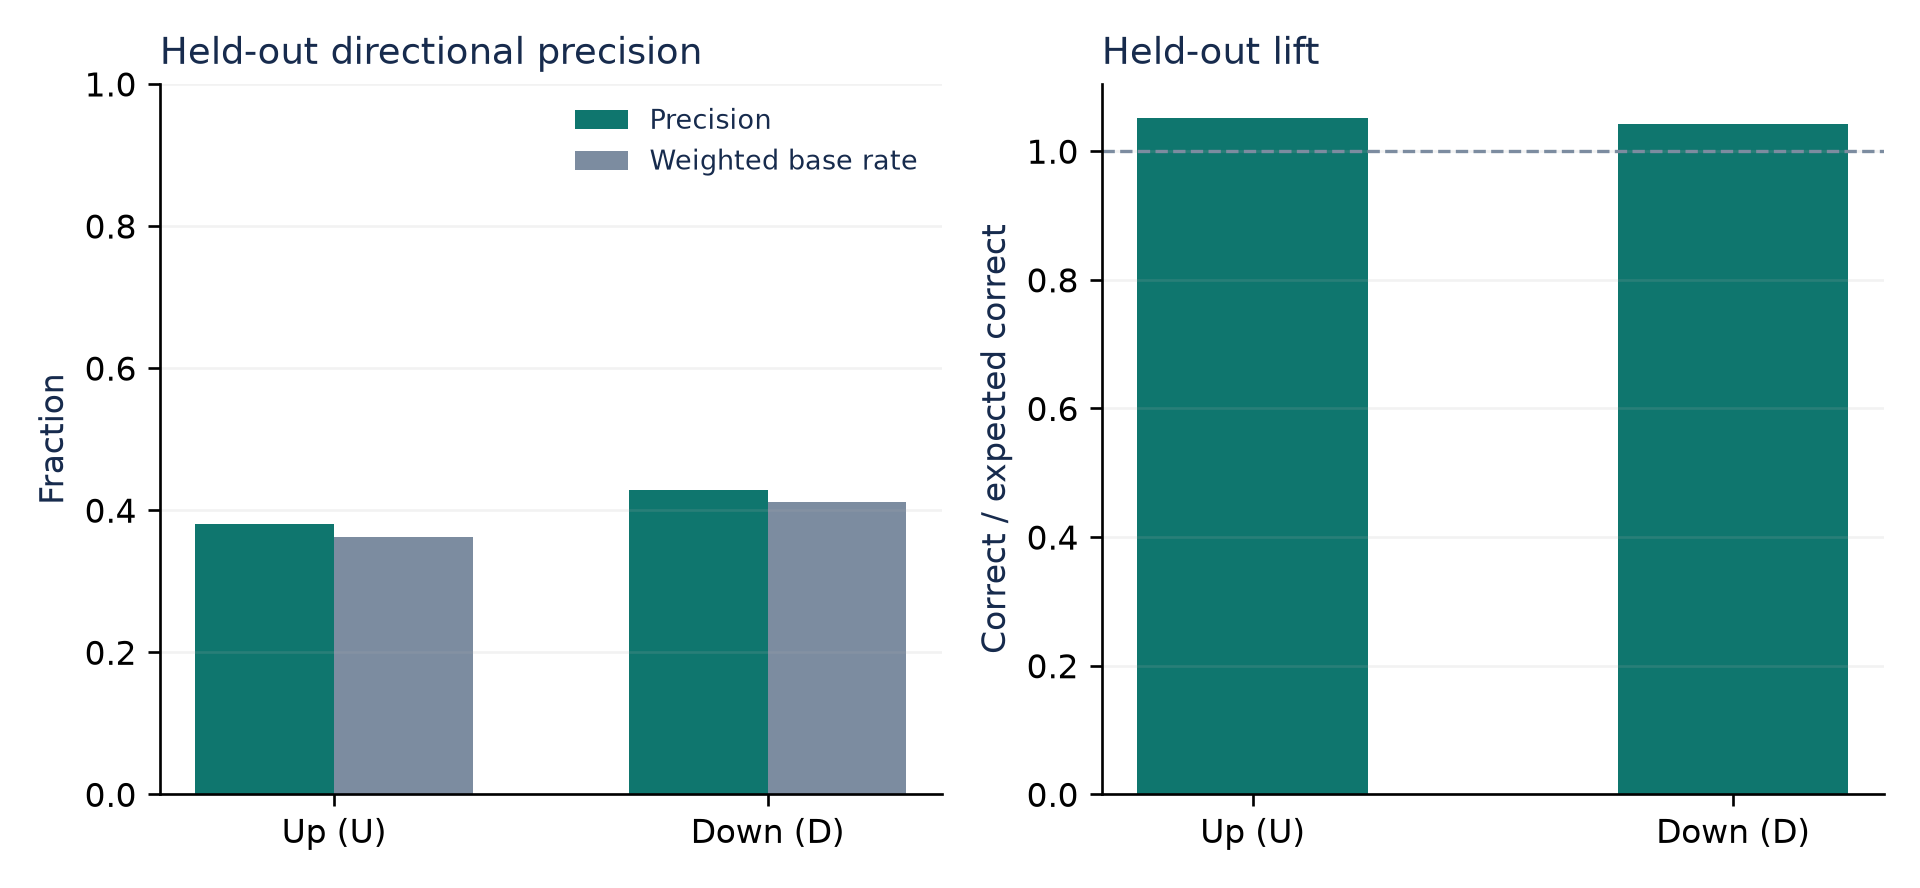 Held-out directional precision
1.0
0.8
0.6
0.4
0.2
0.0
Fraction
Precision
Weighted base rate
Up (U)
Down (D)
Held-out lift
1.0
0.8
0.6
0.4
0.2
0.0
Correct / expected correct
Up (U)
Down (D)